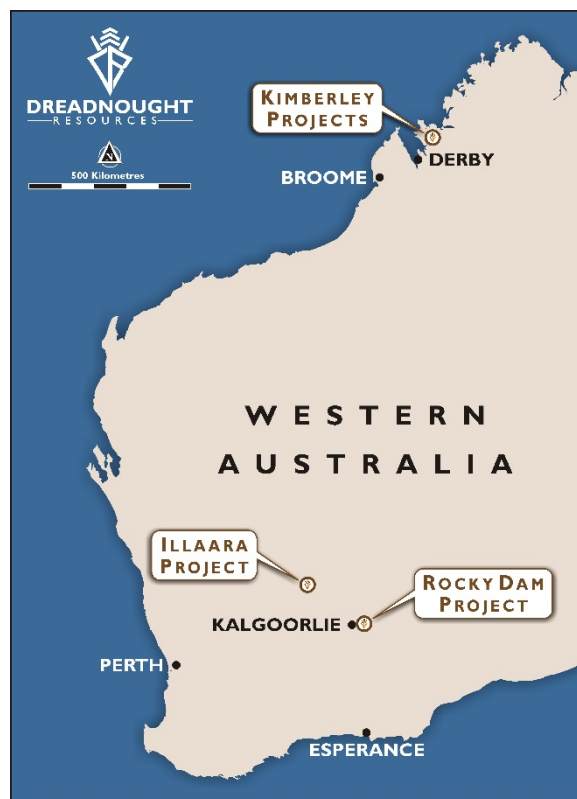 DREADNOUGHT
RESOURCES
N
500 Kilometres
KIMBERLEY
PROJECTS
DERBY
BROOME
WESTERN
AUSTRALIA
ILLAARA
PROJECT
ROCKY DAM
PROJECT
KALGOORLIE
PERTH
ESPERANCE